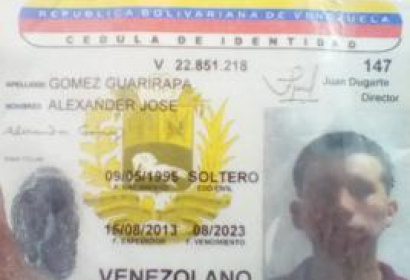 REPUBLICA BOLIVARIANA DE VENEZUELA
CEDULA DE IDENTIDAD
V 22.851.218
147
APELLIDOS GOMEZ GUARIRAPA
Juan Dugarte
Director
NOMBRES ALEXANDER JOSE
09/05/1995 SOLTERO
F. NACIMIENTO EDO CIVIL
15/08/2013 08/2023
F. EXPEDICION F. VENCIMIENTO
VENEZOLANO